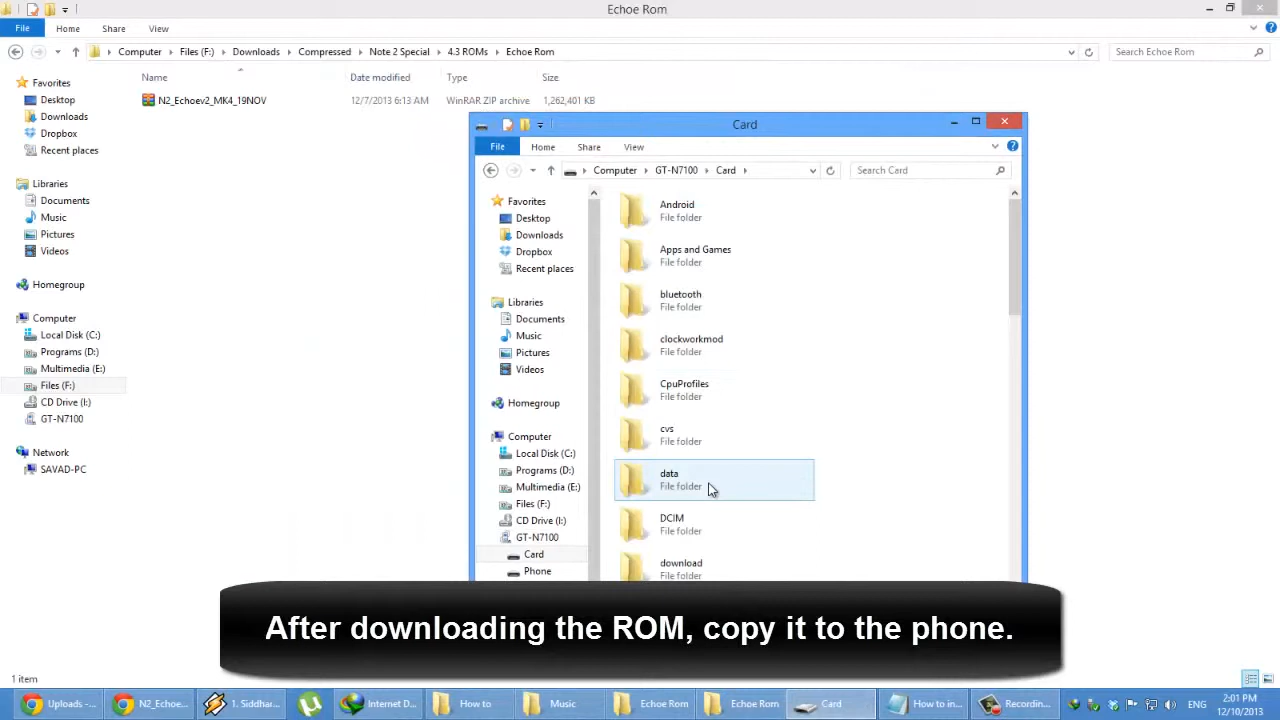 Echoe Rom
File Home Share View
Computer Files (F:) Downloads Compressed Note 2 Special 4.3 ROMs Echoe Rom Search Echoe Rom
Name Date modified Type Size
N2_Echoev2_MK4_19NOV 12/7/2013 6:13 AM WinRAR ZIP archive 1,262,401 KB
Favorites
Desktop
Downloads
Dropbox
Recent places
Libraries
Documents
Music
Pictures
Videos
Homegroup
Computer
Local Disk (C:)
Programs (D:)
Multimedia (E:)
Files (F:)
CD Drive (I:)
GT-N7100
Network
SAVAD-PC
Card
File Home Share View
Computer GT-N7100 Card Search Card
Favorites
Desktop
Downloads
Dropbox
Recent places
Libraries
Documents
Music
Pictures
Videos
Homegroup
Computer
Local Disk (C:)
Programs (D:)
Multimedia (E:)
Files (F:)
CD Drive (I:)
GT-N7100
Card
Phone
Android
File folder
Apps and Games
File folder
bluetooth
File folder
clockworkmod
File folder
CpuProfiles
File folder
cvs
File folder
data
File folder
DCIM
File folder
download
File folder
After downloading the ROM, copy it to the phone.
1 item
Uploads -... N2_Echoe... 1. Siddhar... Internet D... How to Music Echoe Rom Echoe Rom Card How to in... Recordin... ENG 2:01 PM
12/10/2013